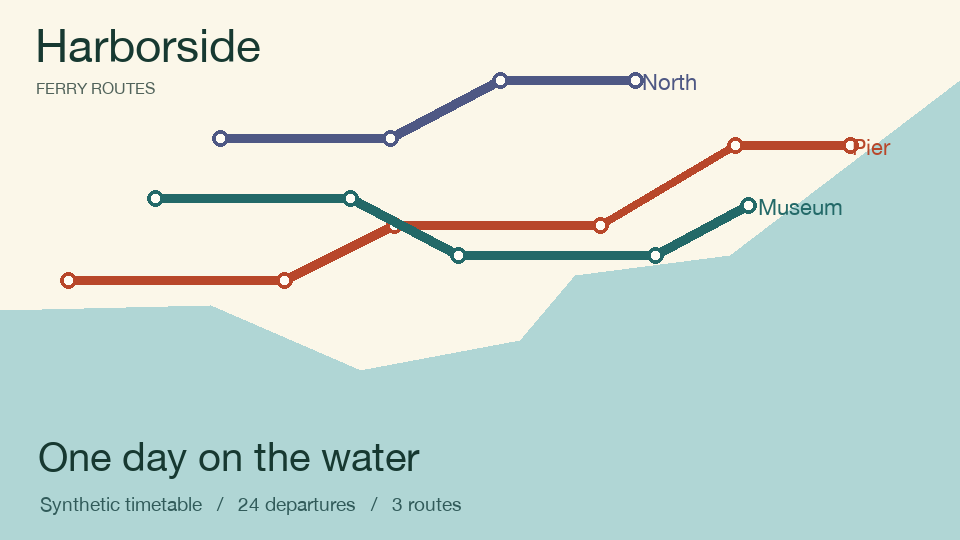 Harborside
FERRY ROUTES
North
Pier
Museum
One day on the water
Synthetic timetable / 24 departures / 3 routes